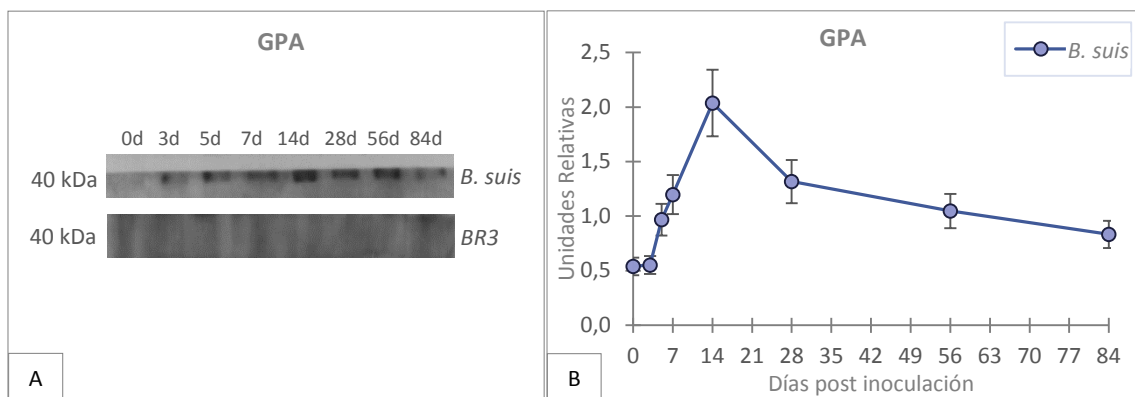 GPA
0d 3d 5d 7d 14d 28d 56d 84d
40 kDa B. suis
40 kDa BR3
A
GPA
B. suis
Unidades Relativas
2,5
2,0
1,5
1,0
0,5
0,0
0 7 14 21 28 35 42 49 56 63 70 77 84
Días post inoculación
B